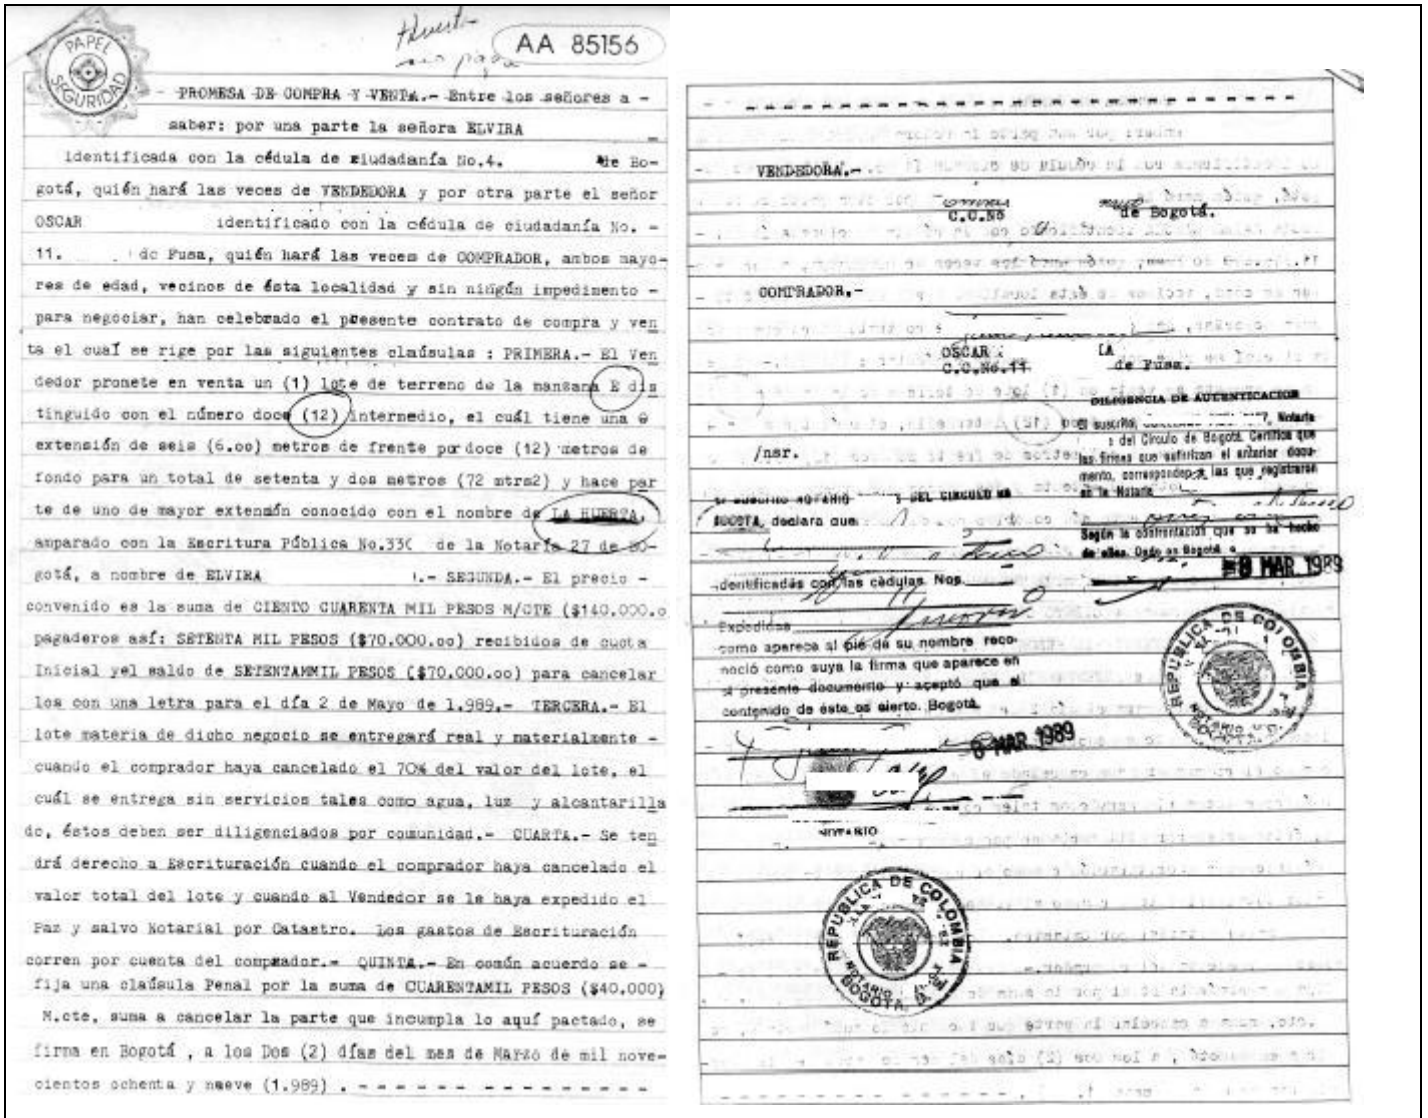 PAPEL
SEGURIDAD
Huerta
AA 85156
- PROMESA DE COMPRA Y VENTA.- Entre los señores a -
saber: por una parte la señora ELVIRA
identificada con la cédula de ciudadanía No.4. de Bo-
gotá, quién hará las veces de VENDEDORA y por otra parte el señor
OSCAR identificado con la cédula de ciudadanía No. -
11. de Fusa, quién hará las veces de COMPRADOR, ambos mayo-
res de edad, vecinos de ésta localidad y sin ningún impedimento -
para negociar, han celebrado el presente contrato de compra y ven
ta el cual se rige por las siguientes claúsulas : PRIMERA.- El Ven
dedor promete en venta un (1) lote de terreno de la manzana E dis
tinguido con el número doce (12) intermedio, el cuál tiene una
extensión de seis (6.oo) metros de frente por doce (12) metros de
fondo para un total de setenta y dos metros (72 mtrs2) y hace par
te de uno de mayor extensión conocido con el nombre de LA HUERTA,
amparado con la Escritura Pública No.330 de la Notaría 27 de Bo-
gotá, a nombre de ELVIRA .- SEGUNDA.- El precio -
convenido es la suma de CIENTO CUARENTA MIL PESOS M/CTE ($140.000.o
pagaderos así: SETENTA MIL PESOS ($70.000.oo) recibidos de cuota
Inicial yel saldo de SETENTAMMIL PESOS ($70.000.oo) para cancelar
los con una letra para el día 2 de Mayo de 1.989.- TERCERA.- El
lote materia de dicho negocio se entregará real y materialmente -
cuando el comprador haya cancelado el 70% del valor del lote, el
cuál se entrega sin servicios tales como agua, luz y alcantarilla
do, éstos deben ser diligenciados por comunidad.- CUARTA.- Se ten
drá derecho a Escrituración cuando el comprador haya cancelado el
valor total del lote y cuando al Vendedor se le haya expedido el
Paz y salvo Notarial por Catastro. Los gastos de Escrituración
corren por cuenta del comprador.- QUINTA.- En común acuerdo se -
fija una claúsula Penal por la suma de CUARENTAMIL PESOS ($40.000)
M.cte, suma a cancelar la parte que incumpla lo aquí pactado, se
firma en Bogotá , a los Dos (2) días del mes de Marzo de mil nove-
cientos ochenta y nueve (1.989) . - - - - - - - - - - - - - - -
VENDEDORA.-
C.C.No de Bogotá.
COMPRADOR.-
OSCAR LA
C.C.No.11 de Fusa.
/nsr.
DILIGENCIA DE AUTENTICACION
El suscrito, Notario
del Círculo de Bogotá. Certifica que
las firmas que autorizan el anterior docu-
mento, corresponden a las que registraron
en la Notaría
Según la confrontación que se ha hecho
de ellas. Dado en Bogotá, a
8 MAR. 1989
El suscrito NOTARIO DEL CIRCULO DE
BOGOTA, declara que
identificadas con las cédulas. Nos.
Expedidas
como aparece al pié de su nombre reco-
noció como suya la firma que aparece en
el presente documento y aceptó que el
contenido de éste es cierto. Bogotá.
8 MAR 1989
NOTARIO
REPUBLICA DE COLOMBIA
NOTARIO
BOGOTA, D.E.
REPUBLICA DE COLOMBIA
NOTARIO
BOGOTA, D.E.